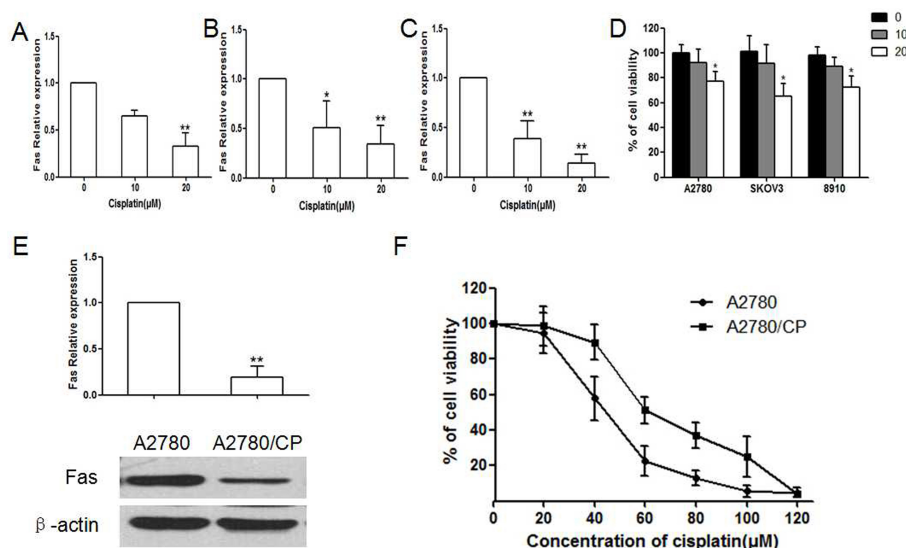 A
Fas Relative expression
1.5
1.0
0.5
0.0
**
0
10
20
Cisplatin(μM)
B
Fas Relative expression
1.5
1.0
0.5
0.0
*
**
0
10
20
Cisplatin(μM)
C
Fas Relative expression
1.5
1.0
0.5
0.0
**
**
0
10
20
Cisplatin(μM)
D
% of cell viability
120
100
80
60
40
20
0
*
*
*
A2780
SKOV3
8910
0
10
20
E
Fas Relative expression
1.5
1.0
0.5
0.0
**
A2780
A2780/CP
Fas
β-actin
F
% of cell viability
120
100
80
60
40
20
A2780
A2780/CP
0
20
40
60
80
100
120
Concentration of cisplatin(μM)